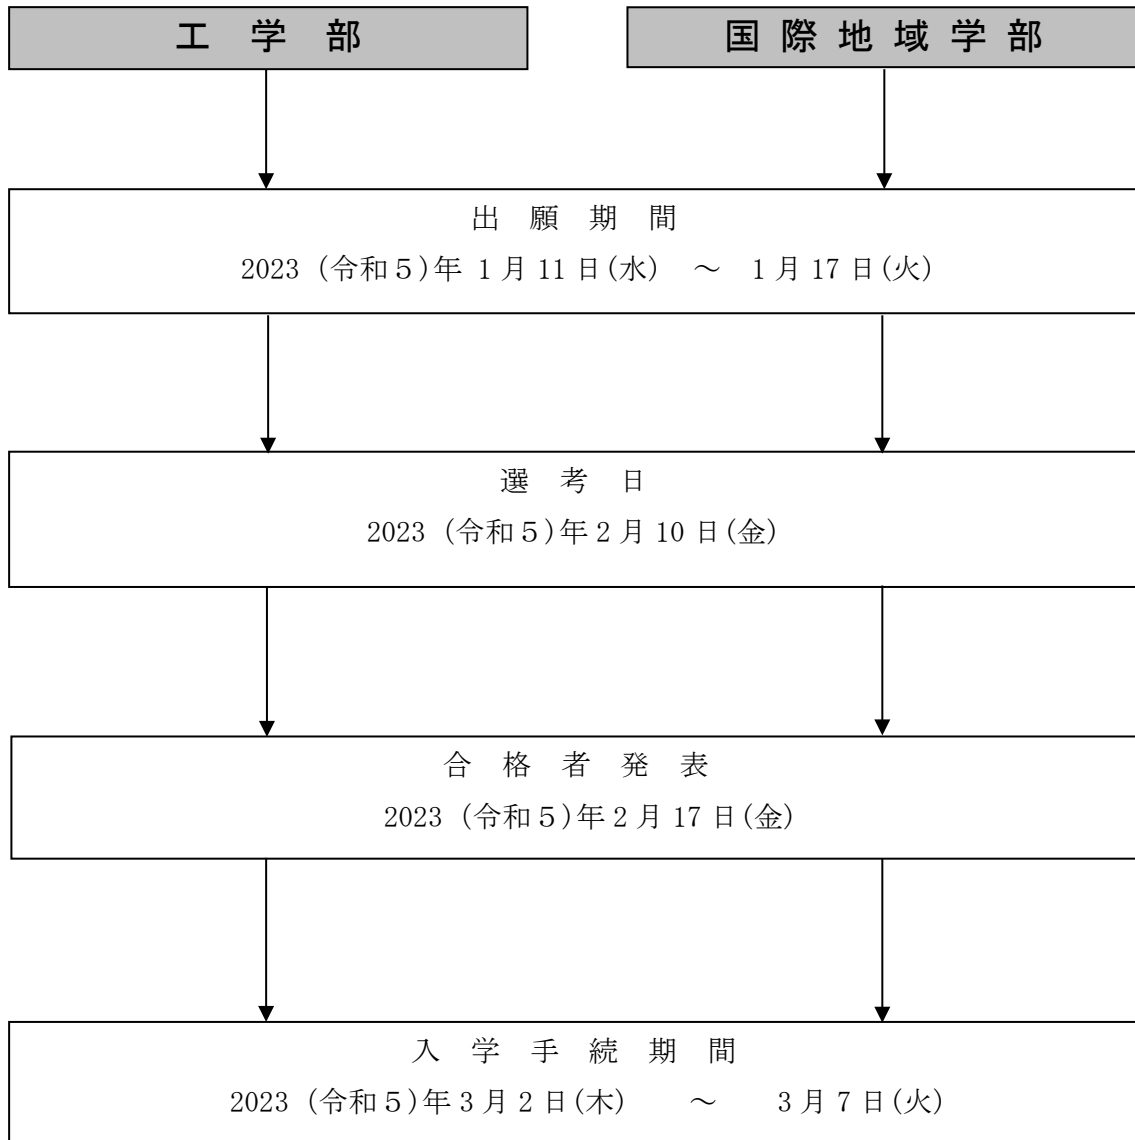 工 学 部
国 際 地 域 学 部
出 願 期 間
2023 (令和５)年 1 月 11 日(水) ～ 1 月 17 日(火)
選 考 日
2023 (令和５)年 2 月 10 日(金)
合 格 者 発 表
2023 (令和５)年 2 月 17 日(金)
入 学 手 続 期 間
2023 (令和５)年 3 月 2 日(木) ～ 3 月 7 日(火)